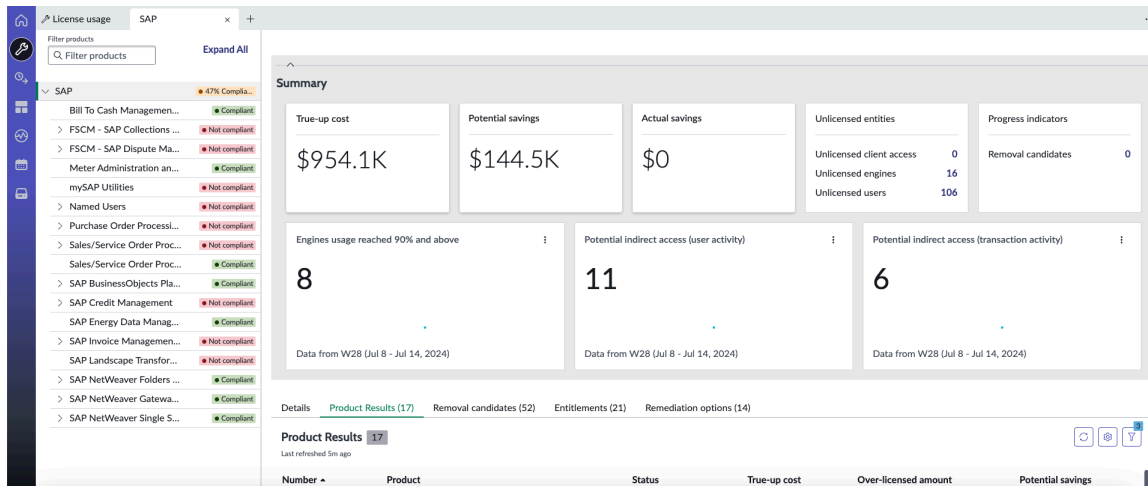 License usage
SAP
Filter products
Filter products
Expand All
SAP
47% Complia...
Bill To Cash Managemen...
Compliant
FSCM - SAP Collections ...
Not compliant
FSCM - SAP Dispute Ma...
Not compliant
Meter Administration an...
Compliant
mySAP Utilities
Not compliant
Named Users
Not compliant
Purchase Order Processi...
Not compliant
Sales/Service Order Proc...
Not compliant
Sales/Service Order Proc...
Compliant
SAP BusinessObjects Pla...
Compliant
SAP Credit Management
Not compliant
SAP Energy Data Manag...
Compliant
SAP Invoice Managemen...
Not compliant
SAP Landscape Transfor...
Not compliant
SAP NetWeaver Folders ...
Compliant
SAP NetWeaver Gatewa...
Compliant
SAP NetWeaver Single S...
Compliant
Summary
True-up cost
$954.1K
Potential savings
$144.5K
Actual savings
$0
Unlicensed entities
Unlicensed client access 0
Unlicensed engines 16
Unlicensed users 106
Progress indicators
Removal candidates 0
Engines usage reached 90% and above
8
Data from W28 (Jul 8 - Jul 14, 2024)
Potential indirect access (user activity)
11
Data from W28 (Jul 8 - Jul 14, 2024)
Potential indirect access (transaction activity)
6
Data from W28 (Jul 8 - Jul 14, 2024)
Details Product Results (17) Removal candidates (52) Entitlements (21) Remediation options (14)
Product Results 17
3
Last refreshed 5m ago
Number Product Status True-up cost Over-licensed amount Potential savings